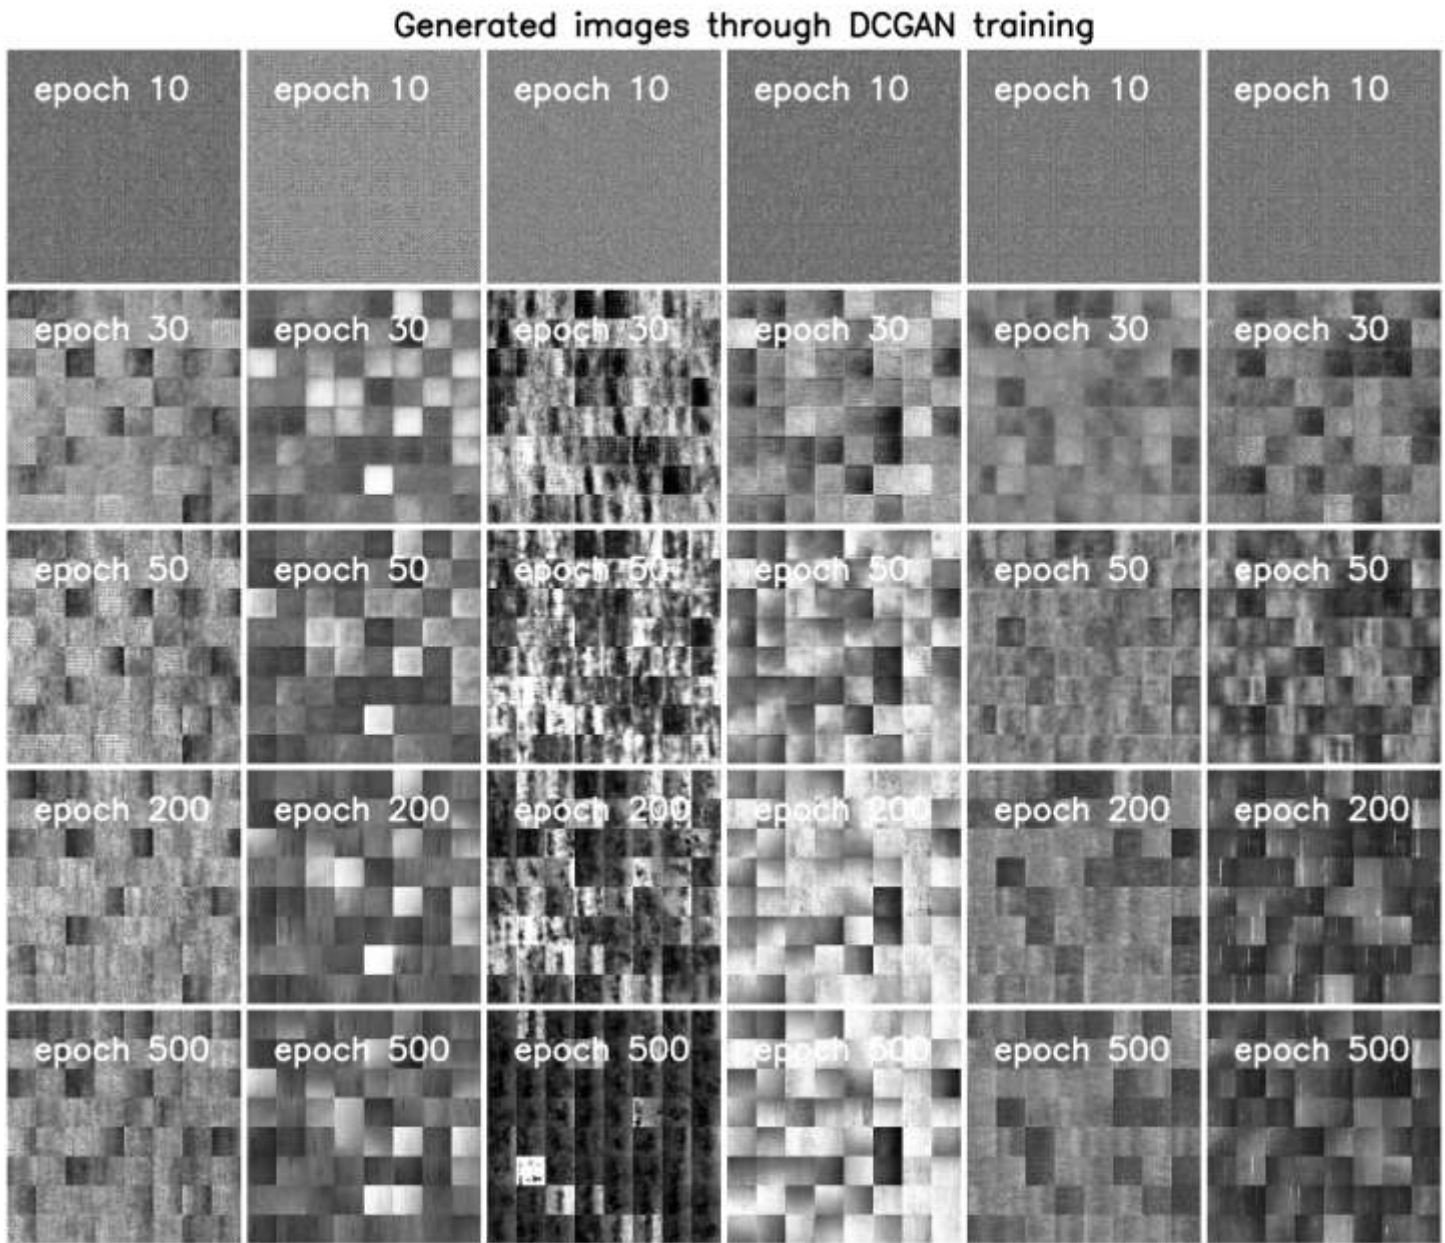 Generated images through DCGAN training
epoch 10 epoch 10 epoch 10 epoch 10 epoch 10 epoch 10
epoch 30 epoch 30 epoch 30 epoch 30 epoch 30 epoch 30
epoch 50 epoch 50 epoch 50 epoch 50 epoch 50 epoch 50
epoch 200 epoch 200 epoch 200 epoch 200 epoch 200 epoch 200
epoch 500 epoch 500 epoch 500 epoch 500 epoch 500 epoch 500